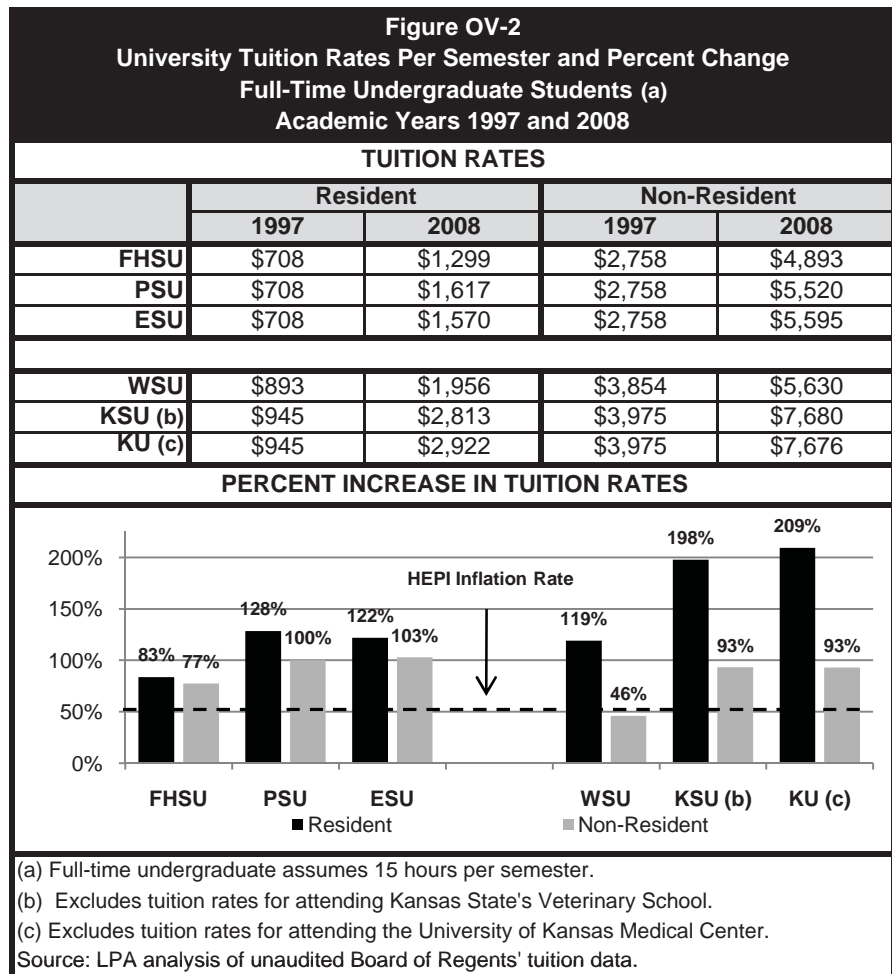 Figure OV-2
University Tuition Rates Per Semester and Percent Change
Full-Time Undergraduate Students (a)
Academic Years 1997 and 2008
TUITION RATES
Resident Non-Resident
1997 2008 1997 2008
FHSU $708 $1,299 $2,758 $4,893
PSU $708 $1,617 $2,758 $5,520
ESU $708 $1,570 $2,758 $5,595
WSU $893 $1,956 $3,854 $5,630
KSU (b) $945 $2,813 $3,975 $7,680
KU (c) $945 $2,922 $3,975 $7,676
PERCENT INCREASE IN TUITION RATES
200%
150%
100%
50%
0%
HEPI Inflation Rate
83% 77% 128% 100% 122% 103% 119% 46% 198% 93% 209% 93%
FHSU PSU ESU WSU KSU (b) KU (c)
Resident Non-Resident
(a) Full-time undergraduate assumes 15 hours per semester.
(b) Excludes tuition rates for attending Kansas State's Veterinary School.
(c) Excludes tuition rates for attending the University of Kansas Medical Center.
Source: LPA analysis of unaudited Board of Regents' tuition data.